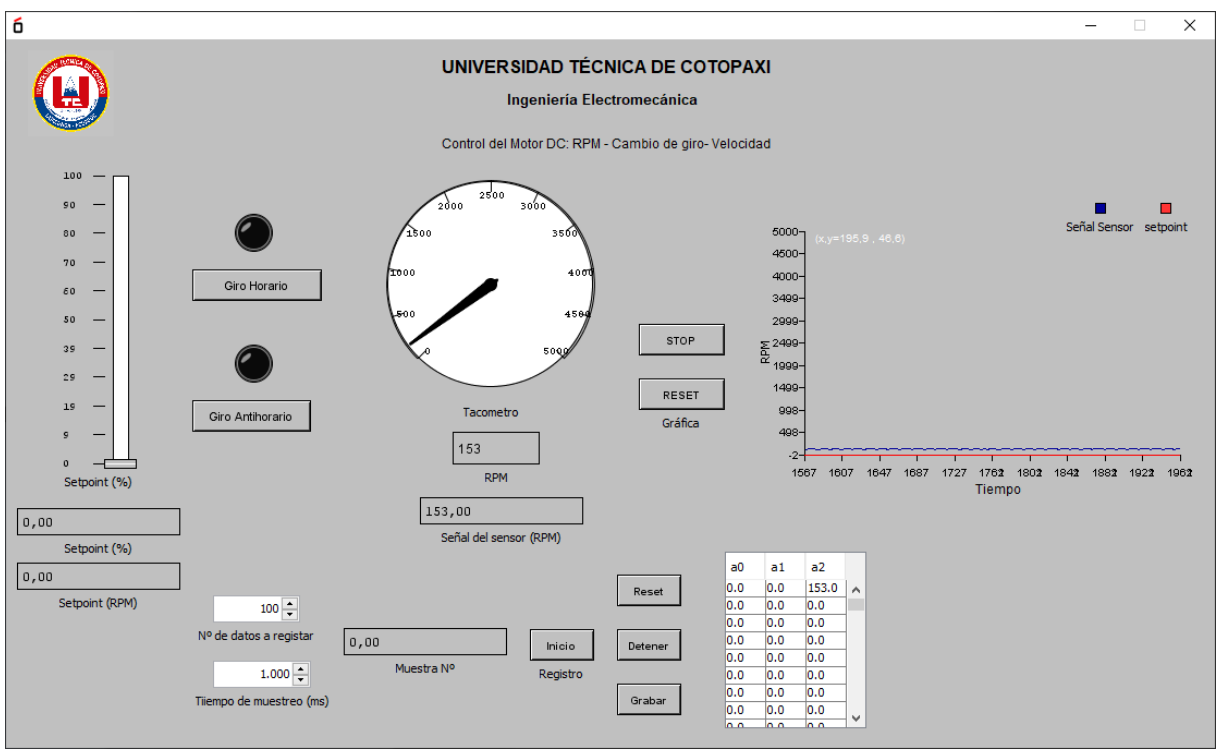 UNIVERSIDAD TÉCNICA DE COTOPAXI
Ingeniería Electromecánica
Control del Motor DC: RPM - Cambio de giro- Velocidad
100
90
80
70
60
50
39
29
19
9
0
Setpoint (%)
0,00
Setpoint (%)
0,00
Setpoint (RPM)
Giro Horario
Giro Antihorario
0
500
1000
1500
2000
2500
3000
3500
4000
4500
5000
Tacometro
153
RPM
153,00
Señal del sensor (RPM)
STOP
RESET
Gráfica
Señal Sensor setpoint
(x,y=195,9 , 46,6)
5000
4500
4000
3499
2999
2499
1999
1499
998
498
-2
RPM
1567 1607 1647 1687 1727
Tiempo
100
Nº de datos a registar
1.000
Tiiempo de muestreo (ms)
0,00
Muestra Nº
Inicio
Registro
Reset
Detener
Grabar
a0 a1 a2
0.0 0.0 153.0
0.0 0.0 0.0
0.0 0.0 0.0
0.0 0.0 0.0
0.0 0.0 0.0
0.0 0.0 0.0
0.0 0.0 0.0
0.0 0.0 0.0
0.0 0.0 0.0